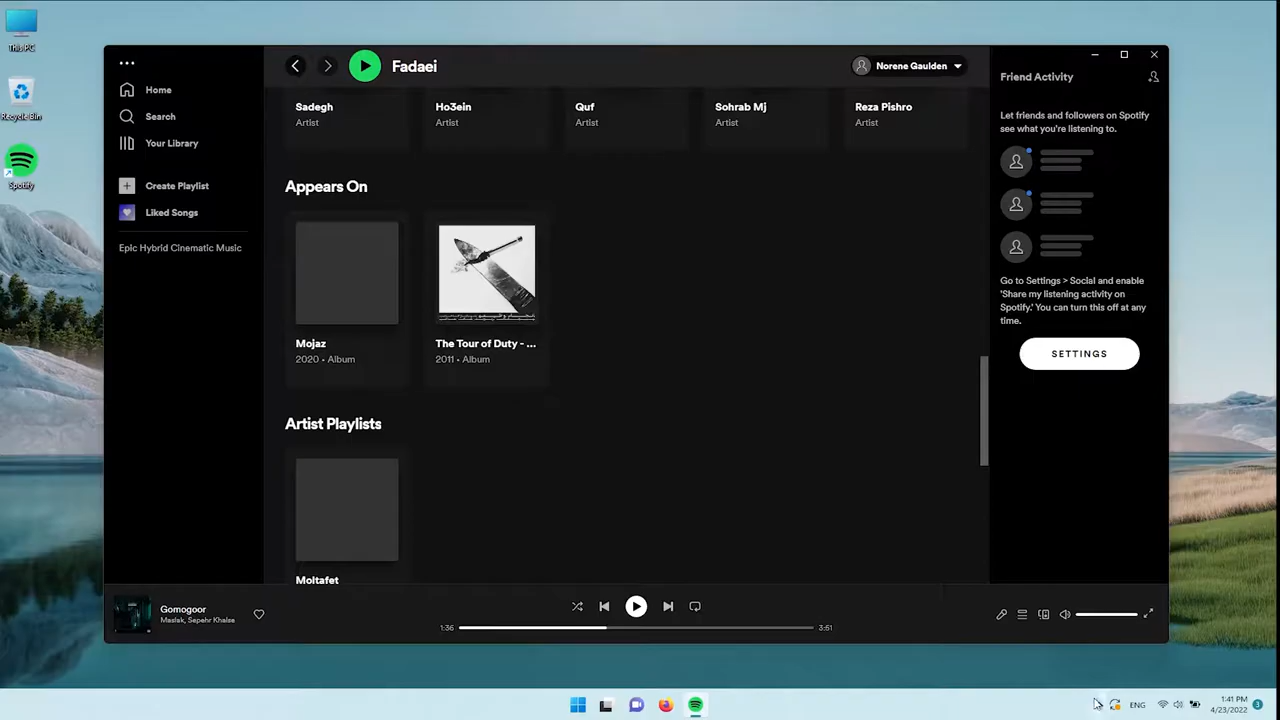 This PC
Recycle Bin
Spotify
Home
Search
Your Library
Create Playlist
Liked Songs
Epic Hybrid Cinematic Music
Fadaei
Norene Gaulden
Sadegh
Artist
Ho3ein
Artist
Quf
Artist
Sohrab Mj
Artist
Reza Pishro
Artist
Appears On
Mojaz
2020 • Album
The Tour of Duty - ...
2011 • Album
Artist Playlists
Moltafet
Friend Activity
Let friends and followers on Spotify
see what you're listening to.
Go to Settings > Social and enable
'Share my listening activity on
Spotify.' You can turn this off at any
time.
SETTINGS
Gomogoor
Maslak, Sepehr Khalse
1:36
3:51
ENG
1:41 PM
4/23/2022
3